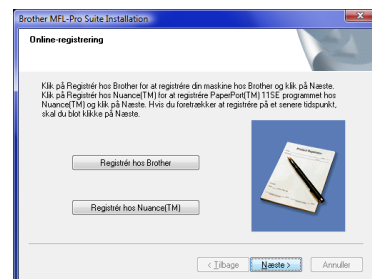 Brother MFL-Pro Suite Installation
Online-registrering
Klik på Registrér hos Brother for at registrére din maskine hos Brother og klik på Næste.
Klik på Registrér hos Nuance(TM) for at registrére PaperPort(TM) 11SE programmet hos
Nuance(TM) og klik på Næste. Hvis du foretrækker at registrére på et senere tidspunkt,
skal du blot klikke på Næste.
Registrér hos Brother
Registrér hos Nuance(TM)
Product Registration
< Tilbage
Næste >
Annuller